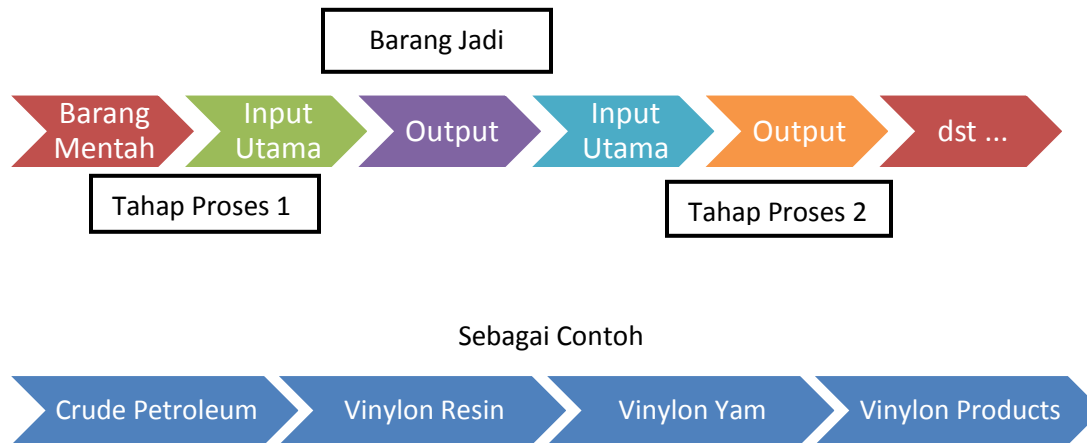 Barang Jadi
Barang
Mentah
Input
Utama
Output
Input
Utama
Output
dst ...
Tahap Proses 1
Tahap Proses 2
Sebagai Contoh
Crude Petroleum
Vinylon Resin
Vinylon Yam
Vinylon Products